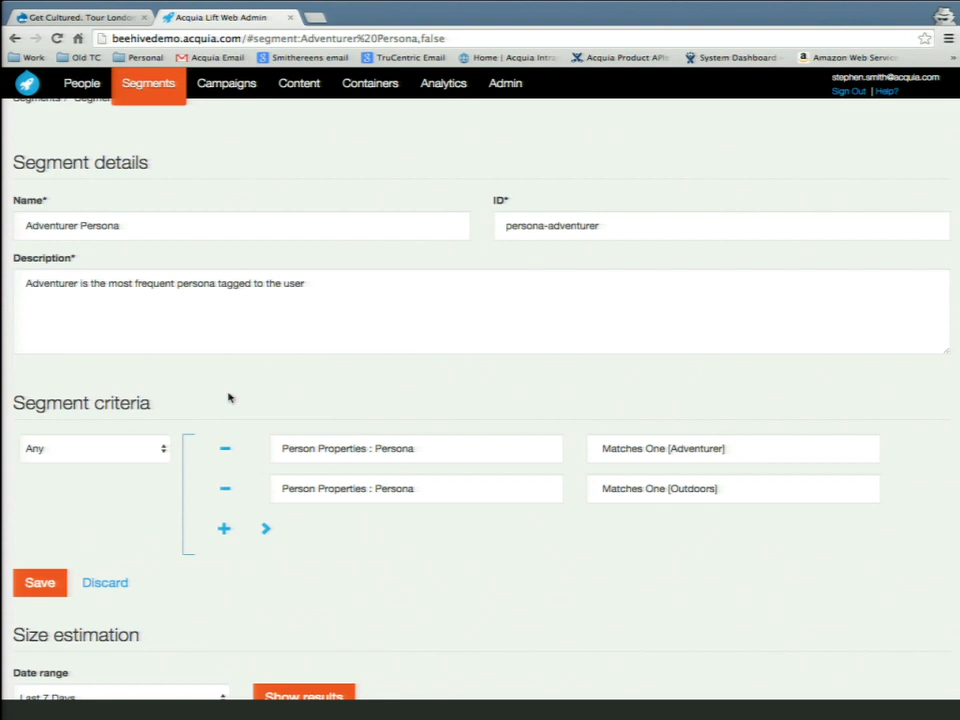 Get Cultured. Tour London
Acquia Lift Web Admin
beehivedemo.acquia.com/#segment:Adventurer%20Persona,false
Work Old TC Personal Acquia Email Smithereens email TruCentric Email Home | Acquia Intra Acquia Product APIs System Dashboard Amazon Web Servic
People Segments Campaigns Content Containers Analytics Admin
stephen.smith@acquia.com
Sign Out | Help?
Segments / Segment
Segment details
Name* ID*
Adventurer Persona persona-adventurer
Description*
Adventurer is the most frequent persona tagged to the user
Segment criteria
Any Person Properties : Persona Matches One [Adventurer]
Person Properties : Persona Matches One [Outdoors]
Save Discard
Size estimation
Date range
Last 7 Days Show results